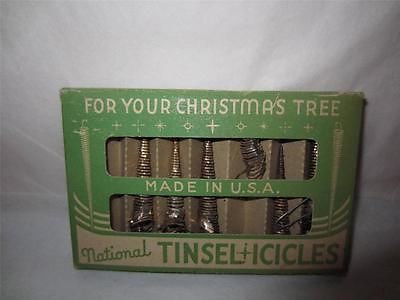 FOR YOUR CHRISTMAS TREE
MADE IN U.S.A.
National TINSEL ICICLES